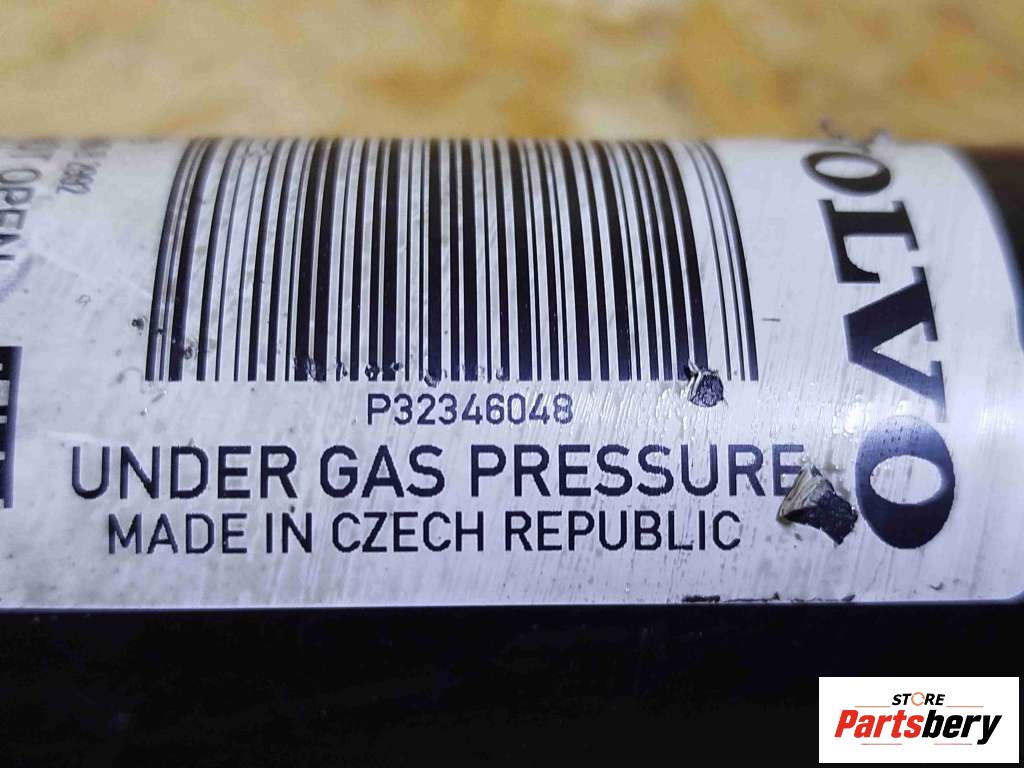 P32346048
UNDER GAS PRESSURE
MADE IN CZECH REPUBLIC
VOLVO
OPEN
STORE
Partsbery